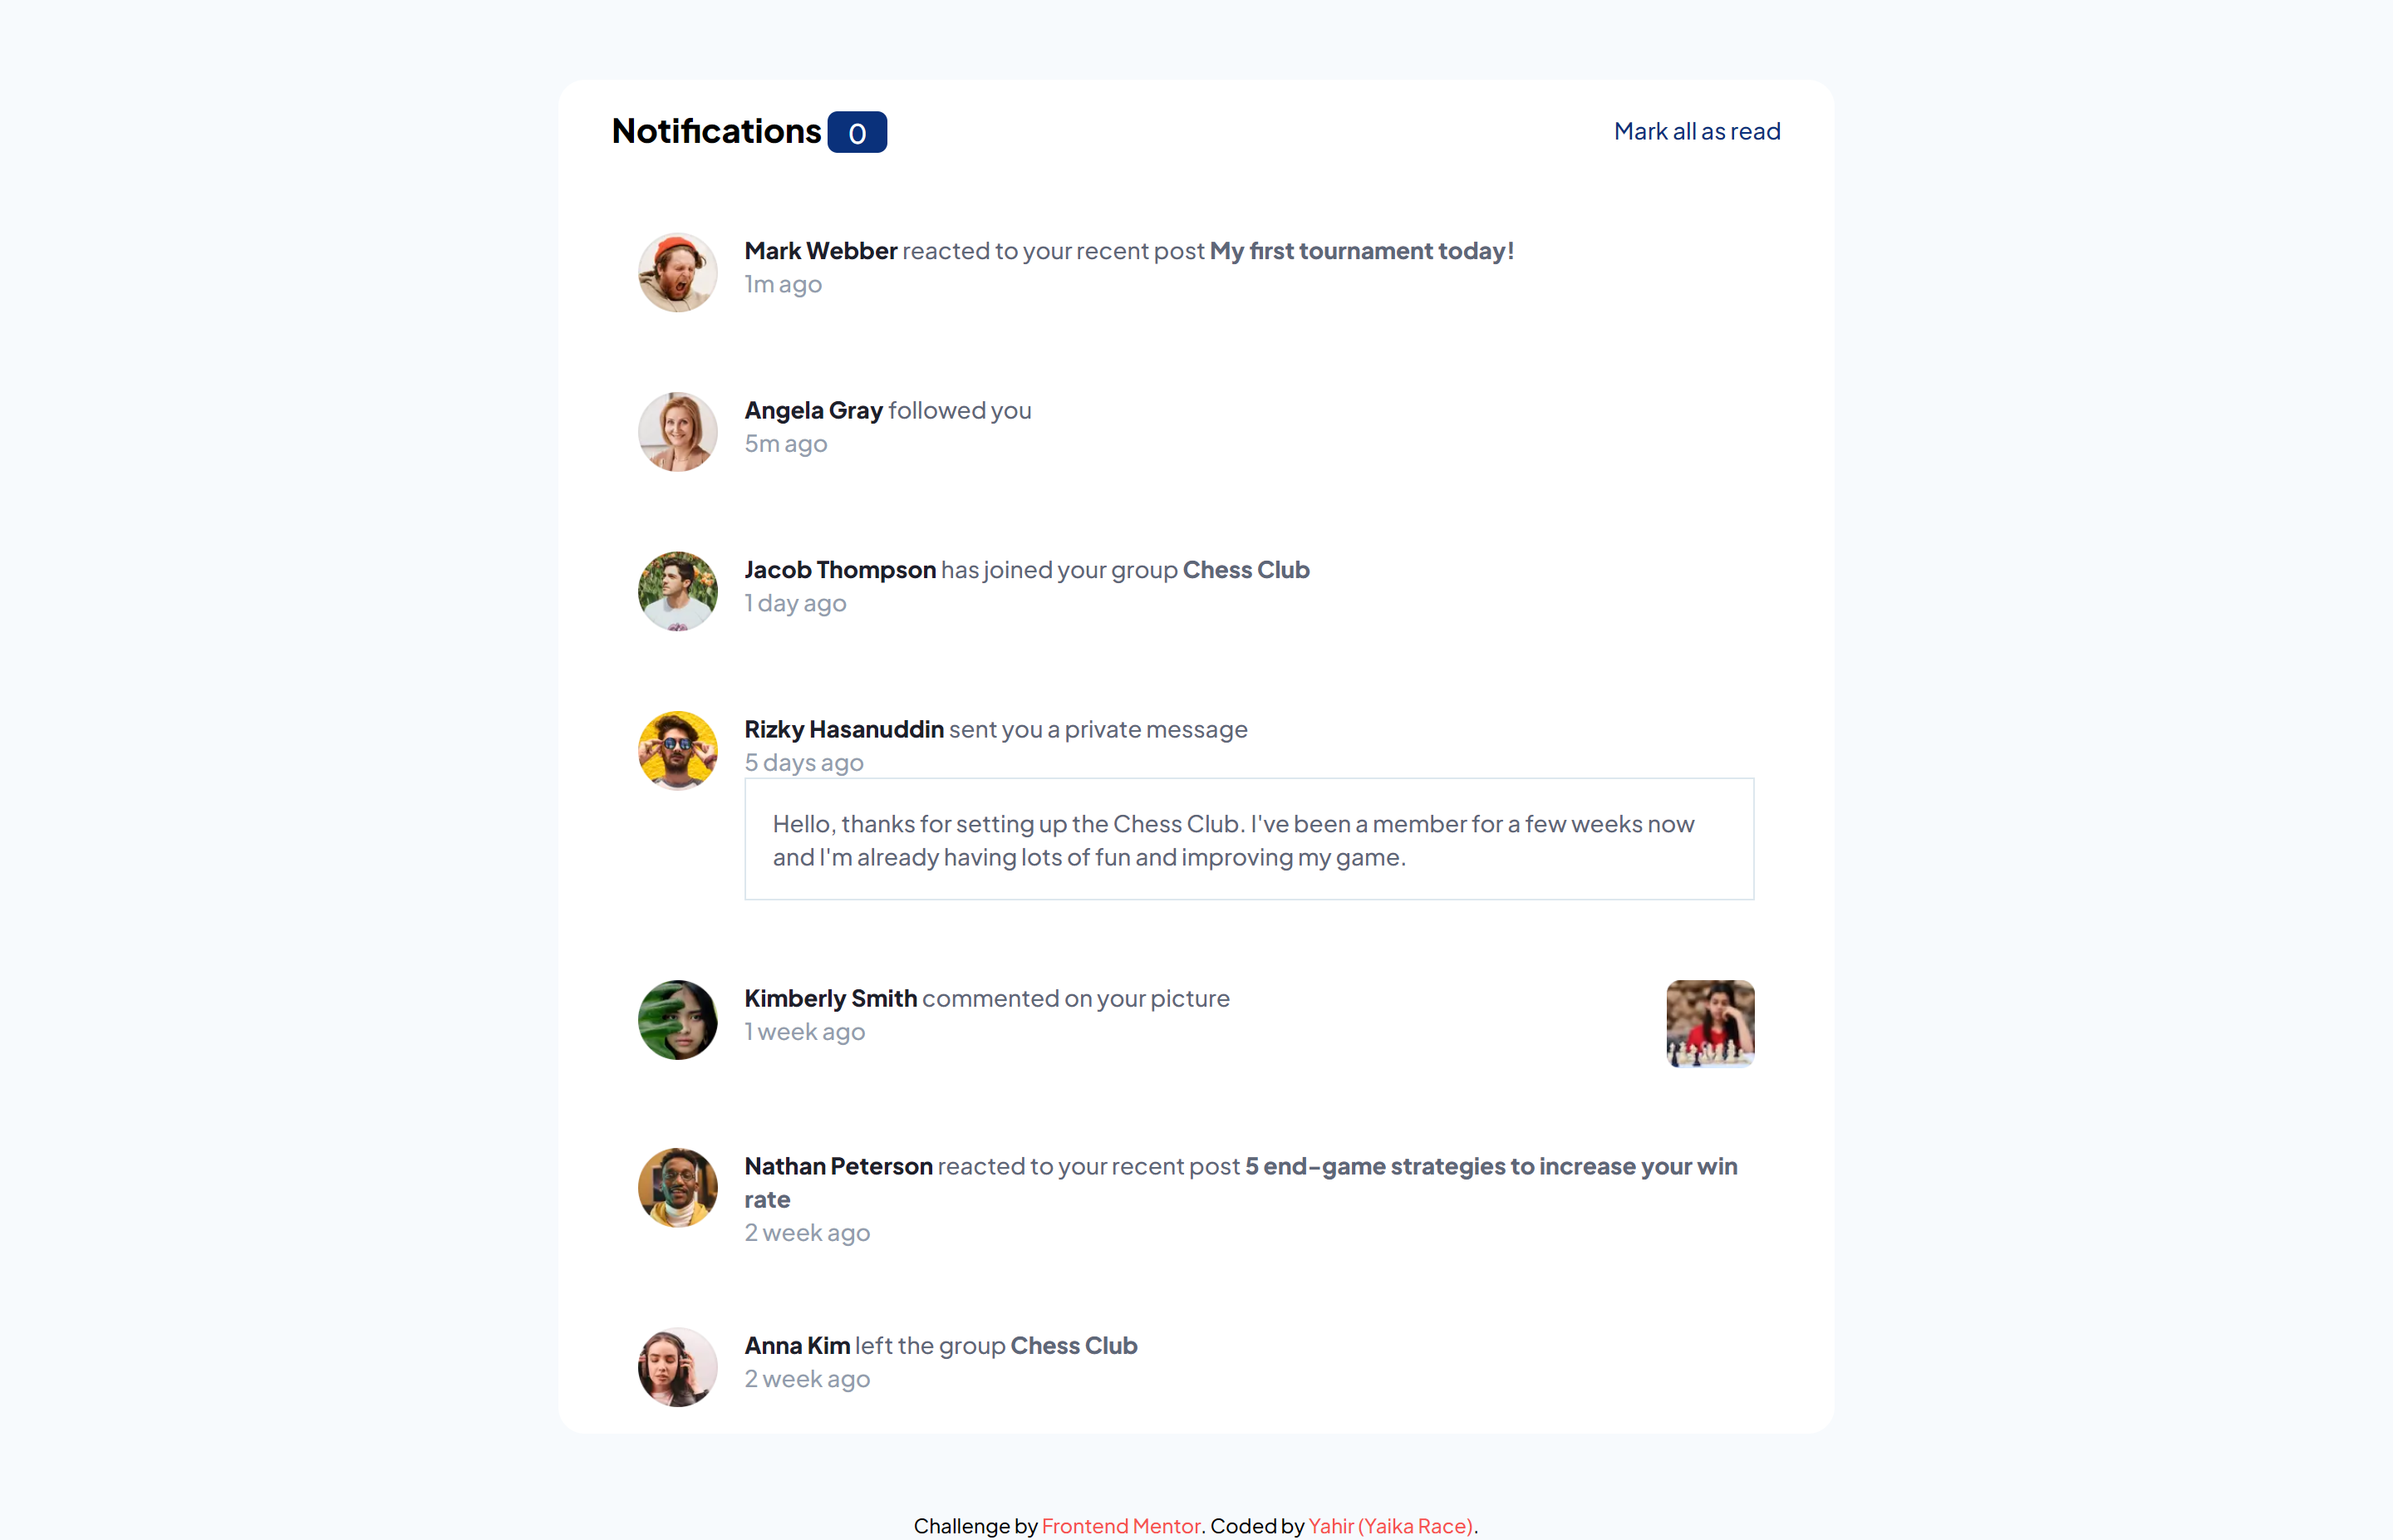 Notifications 0 Mark all as read
Mark Webber reacted to your recent post My first tournament today!
1m ago
Angela Gray followed you
5m ago
Jacob Thompson has joined your group Chess Club
1 day ago
Rizky Hasanuddin sent you a private message
5 days ago
Hello, thanks for setting up the Chess Club. I've been a member for a few weeks now
and I'm already having lots of fun and improving my game.
Kimberly Smith commented on your picture
1 week ago
Nathan Peterson reacted to your recent post 5 end-game strategies to increase your win
rate
2 week ago
Anna Kim left the group Chess Club
2 week ago
Challenge by Frontend Mentor. Coded by Yahir (Yaika Race).